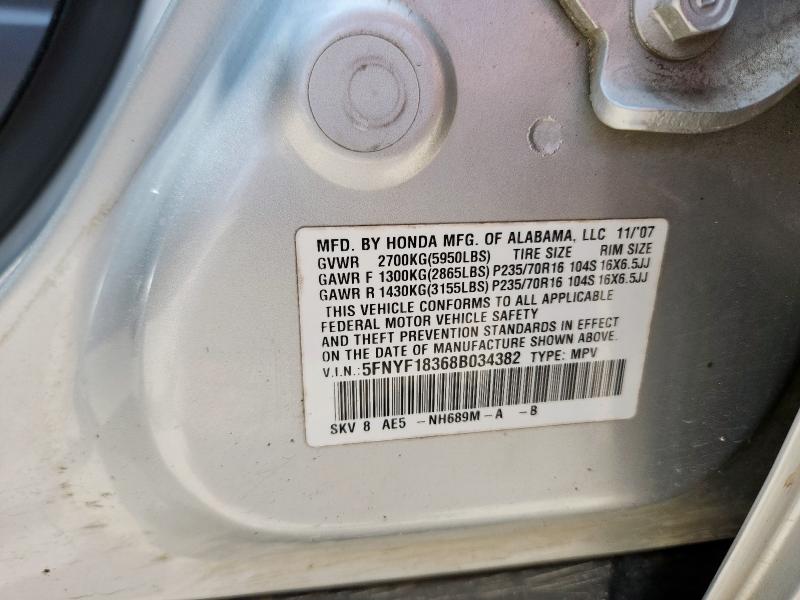 MFD. BY HONDA MFG. OF ALABAMA, LLC 11/'07
GVWR 2700KG(5950LBS) TIRE SIZE RIM SIZE
GAWR F 1300KG(2865LBS) P235/70R16 104S 16X6.5JJ
GAWR R 1430KG(3155LBS) P235/70R16 104S 16X6.5JJ
THIS VEHICLE CONFORMS TO ALL APPLICABLE
FEDERAL MOTOR VEHICLE SAFETY
AND THEFT PREVENTION STANDARDS IN EFFECT
ON THE DATE OF MANUFACTURE SHOWN ABOVE.
V.I.N.: 5FNYF18368B034382 TYPE: MPV
SKV 8 AE5 -NH689M-A -B